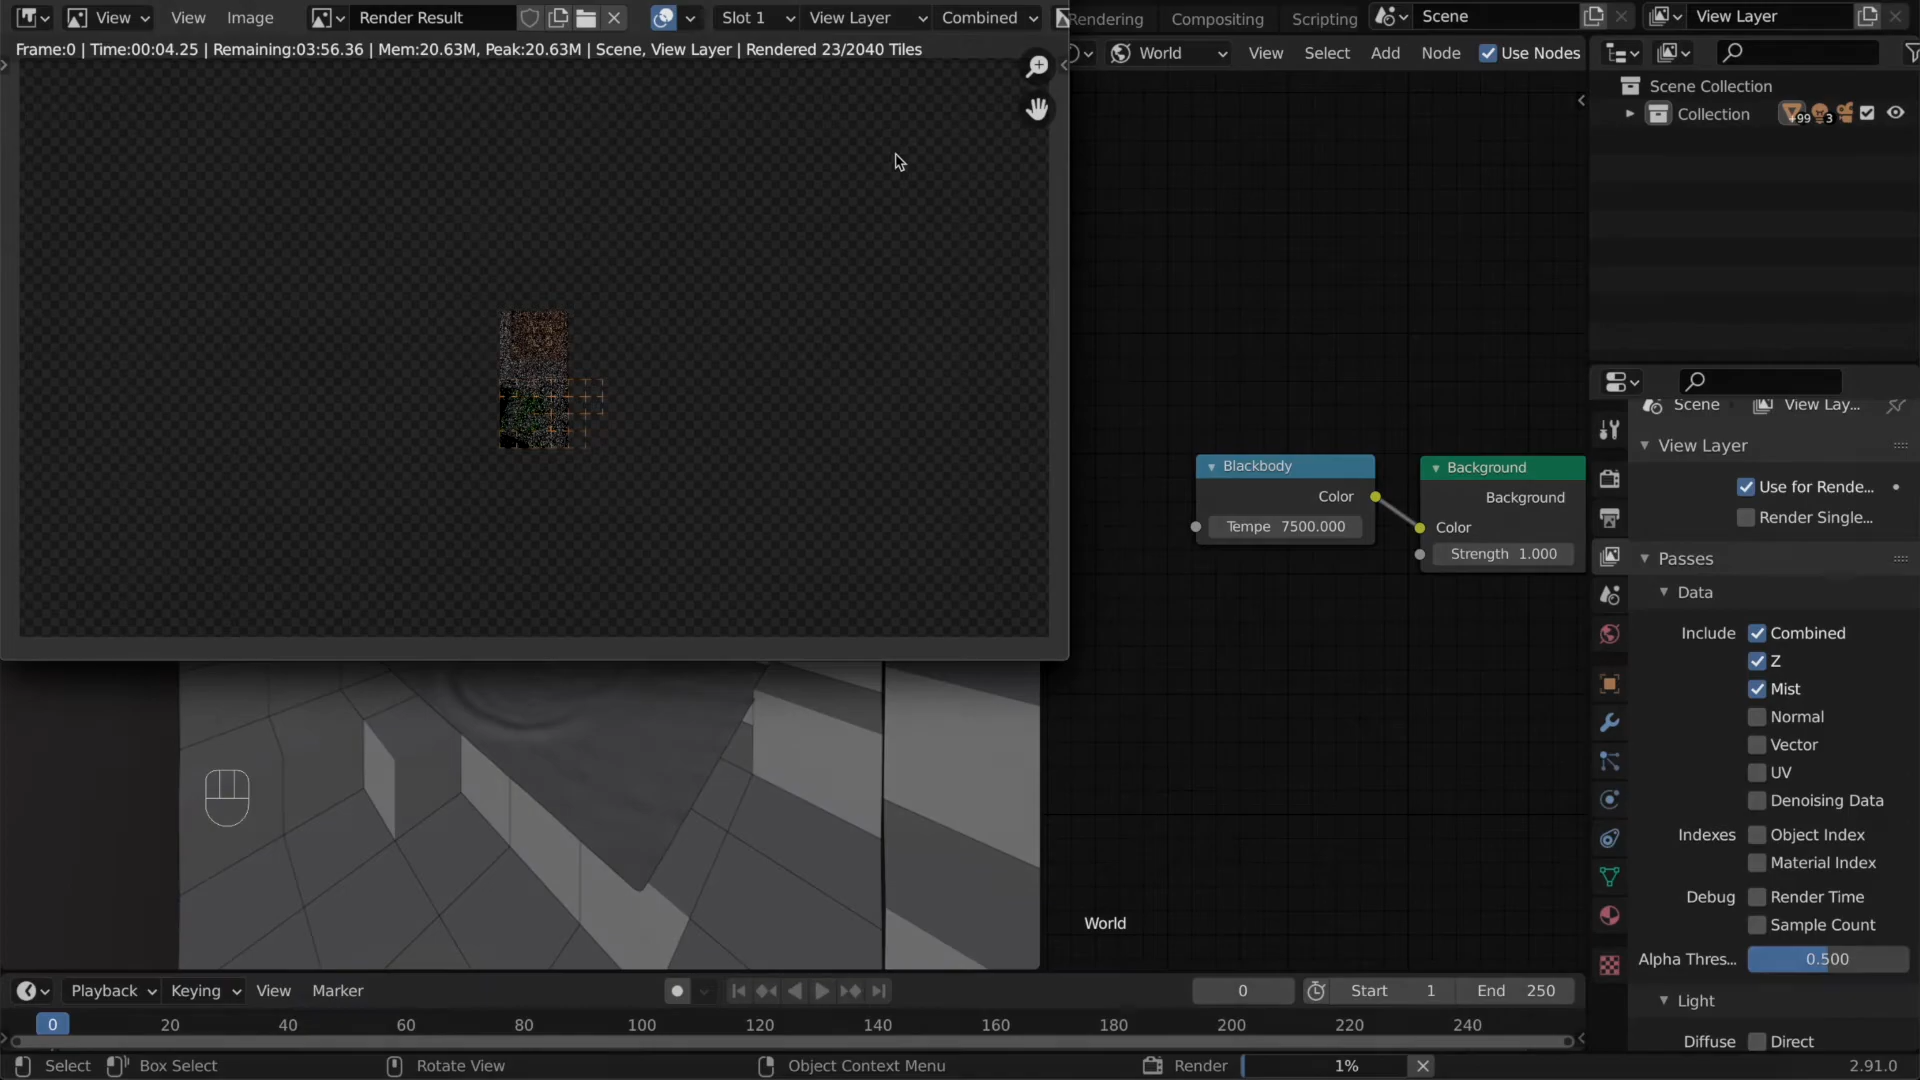 View View Image Render Result Slot 1 View Layer Combined
Rendering Compositing Scripting Scene View Layer
Frame:0 | Time:00:04.25 | Remaining:03:56.36 | Mem:20.63M, Peak:20.63M | Scene, View Layer | Rendered 23/2040 Tiles
World View Select Add Node Use Nodes
Scene Collection
Collection +99 3
Scene View Lay...
View Layer
Use for Rende...
Render Single...
Passes
Data
Include Combined
Z
Mist
Normal
Vector
UV
Denoising Data
Indexes Object Index
Material Index
Debug Render Time
Sample Count
Alpha Thres... 0.500
Light
Diffuse Direct
Blackbody
Color
Tempe 7500.000
Background
Background
Color
Strength 1.000
World
Playback Keying View Marker 0 Start 1 End 250
0 20 40 60 80 100 120 140 160 180 200 220 240
Select Box Select Rotate View Object Context Menu Render 1% 2.91.0